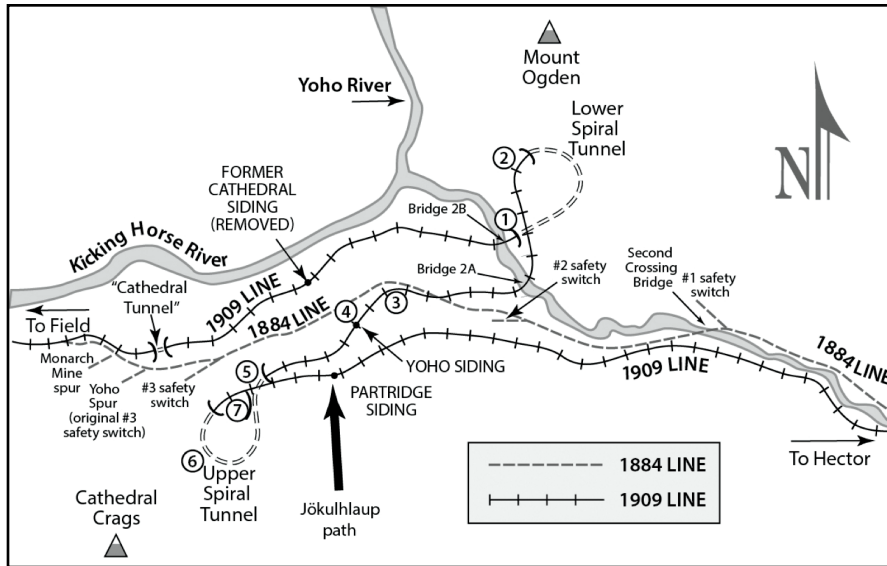 Mount
Ogden
Yoho River
Lower
Spiral
Tunnel
N
FORMER
CATHEDRAL
SIDING
(REMOVED)
2
1
Bridge 2B
Kicking Horse River
Bridge 2A
#2 safety
switch
Second
Crossing
Bridge
#1 safety
switch
"Cathedral
Tunnel"
1909 LINE
To Field
1884 LINE
4
3
Monarch
Mine
spur
Yoho
Spur
(original #3
safety switch)
#3 safety
switch
5
YOHO SIDING
1909 LINE
1884 LINE
7
PARTRIDGE
SIDING
6
Upper
Spiral
Tunnel
To Hector
Jökulhlaup
path
Cathedral
Crags
1884 LINE
1909 LINE